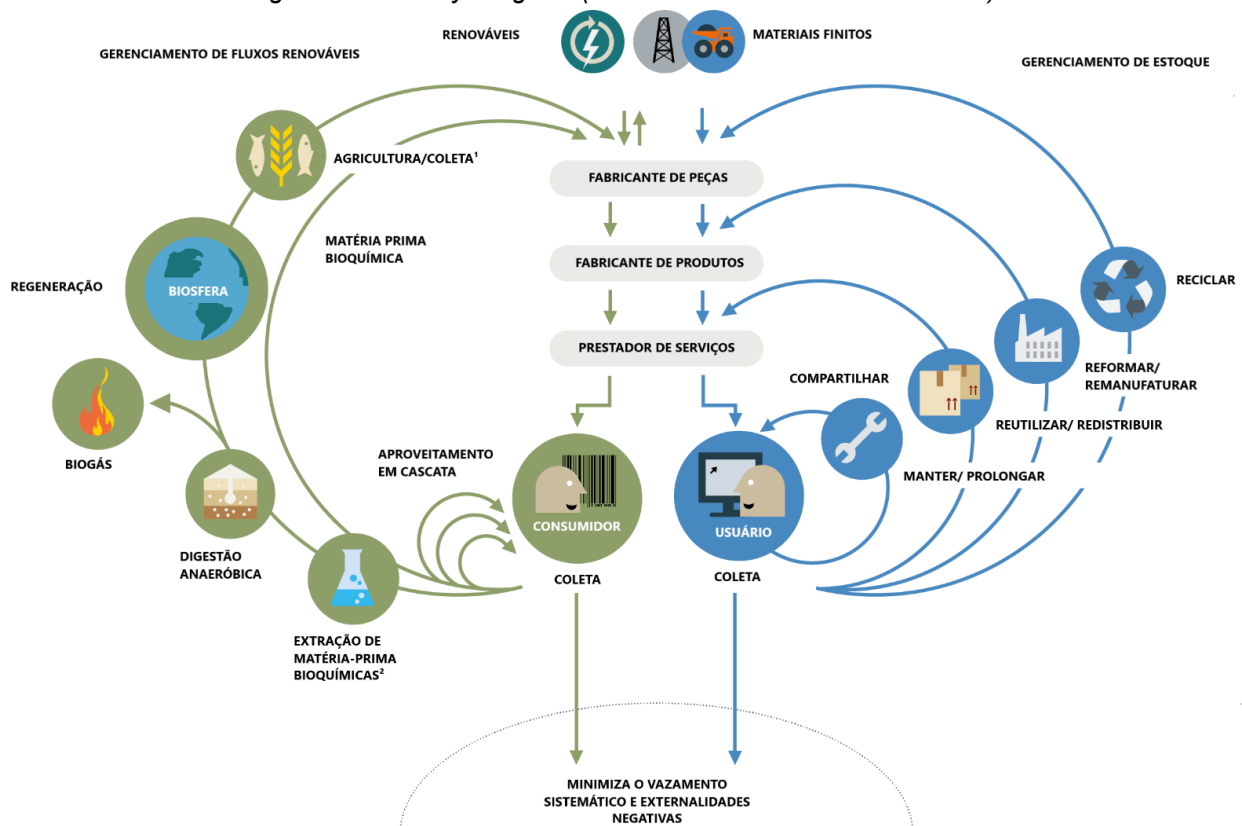 RENOVÁVEIS
MATERIAIS FINITOS
GERENCIAMENTO DE FLUXOS RENOVÁVEIS
GERENCIAMENTO DE ESTOQUE
AGRICULTURA/COLETA¹
FABRICANTE DE PEÇAS
MATÉRIA PRIMA
BIOQUÍMICA
FABRICANTE DE PRODUTOS
REGENERAÇÃO
BIOSFERA
RECICLAR
PRESTADOR DE SERVIÇOS
COMPARTILHAR
REFORMAR/
REMANUFATURAR
REUTILIZAR/ REDISTRIBUIR
BIOGÁS
APROVEITAMENTO
EM CASCATA
MANTER/ PROLONGAR
CONSUMIDOR
USUÁRIO
DIGESTÃO
ANAERÓBICA
COLETA
COLETA
EXTRAÇÃO DE
MATÉRIA-PRIMA
BIOQUÍMICAS²
MINIMIZA O VAZAMENTO
SISTEMÁTICO E EXTERNALIDADES
NEGATIVAS